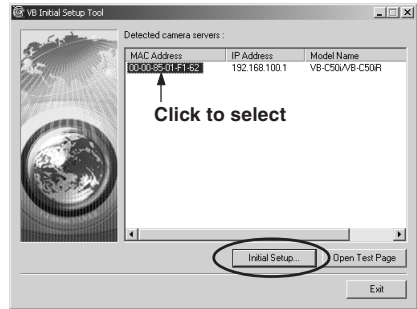 VB Initial Setup Tool
Detected camera servers :
MAC Address IP Address Model Name
00-00-85-01-F1-62 192.168.100.1 VB-C50i/VB-C50iR
Click to select
Initial Setup... Open Test Page
Exit